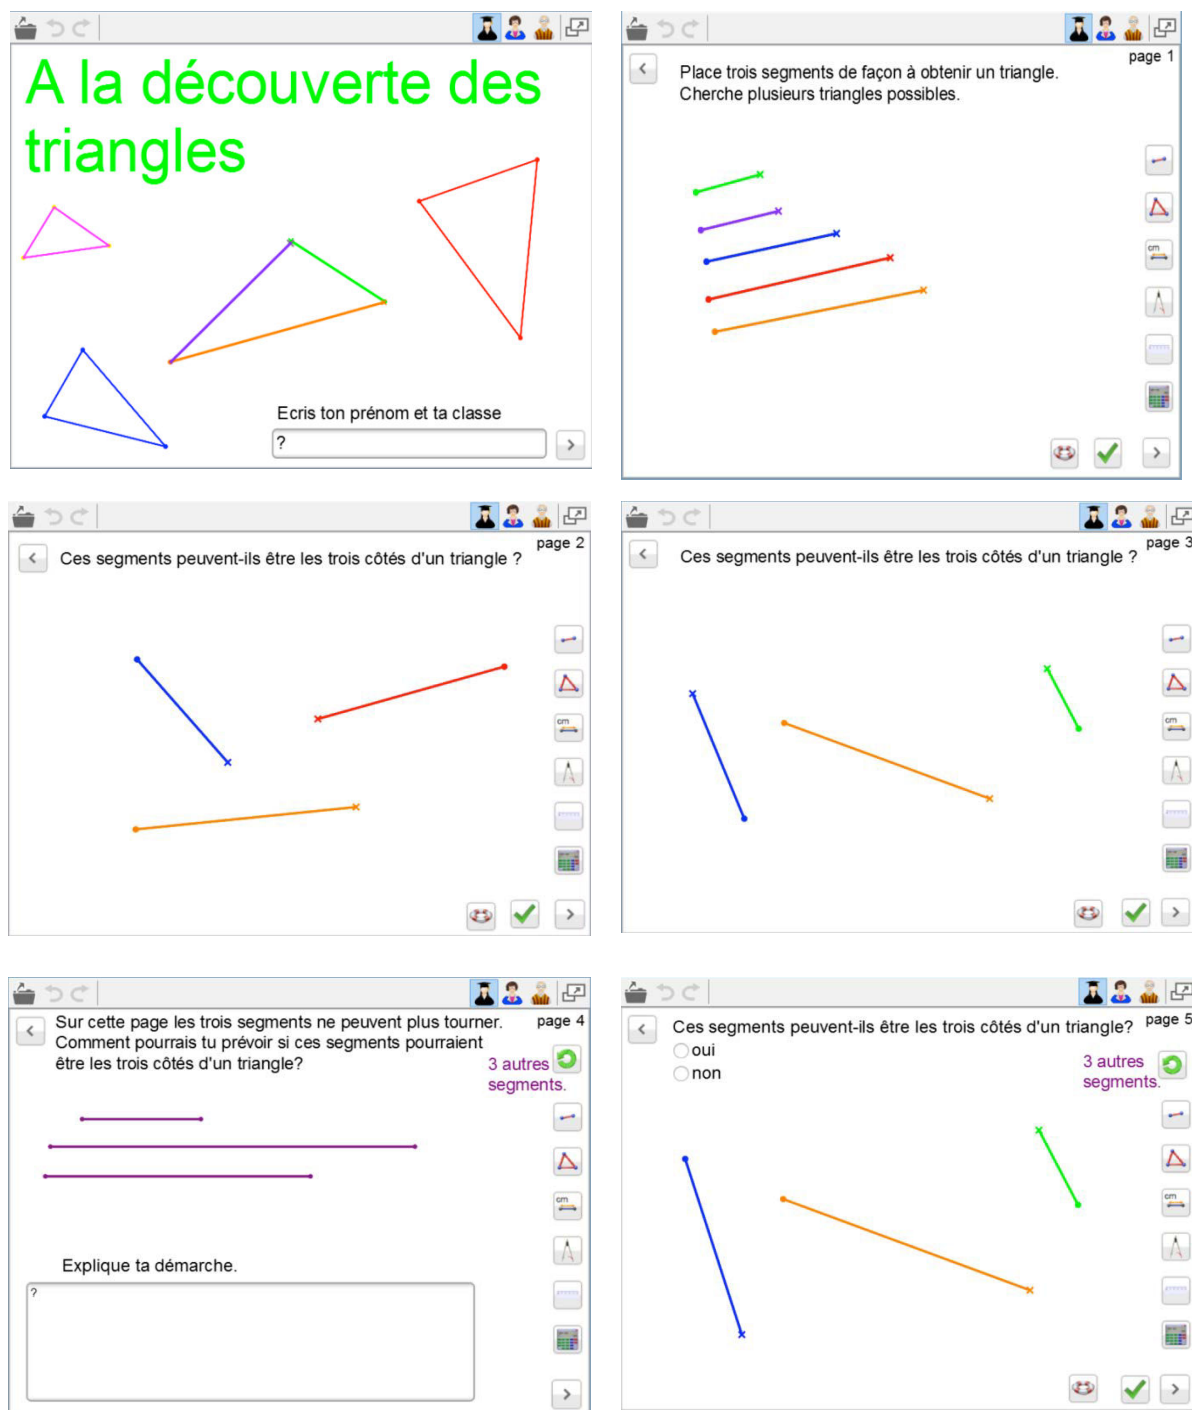 A la découverte des
triangles
Ecris ton prénom et ta classe
?
page 1
Place trois segments de façon à obtenir un triangle.
Cherche plusieurs triangles possibles.
cm
page 2
Ces segments peuvent-ils être les trois côtés d'un triangle ?
cm
page 3
Ces segments peuvent-ils être les trois côtés d'un triangle ?
cm
Sur cette page les trois segments ne peuvent plus tourner.
page 4
Comment pourrais tu prévoir si ces segments pourraient
être les trois côtés d'un triangle?
3 autres
segments.
cm
Explique ta démarche.
?
Ces segments peuvent-ils être les trois côtés d'un triangle?
page 5
oui
non
3 autres
segments.
cm